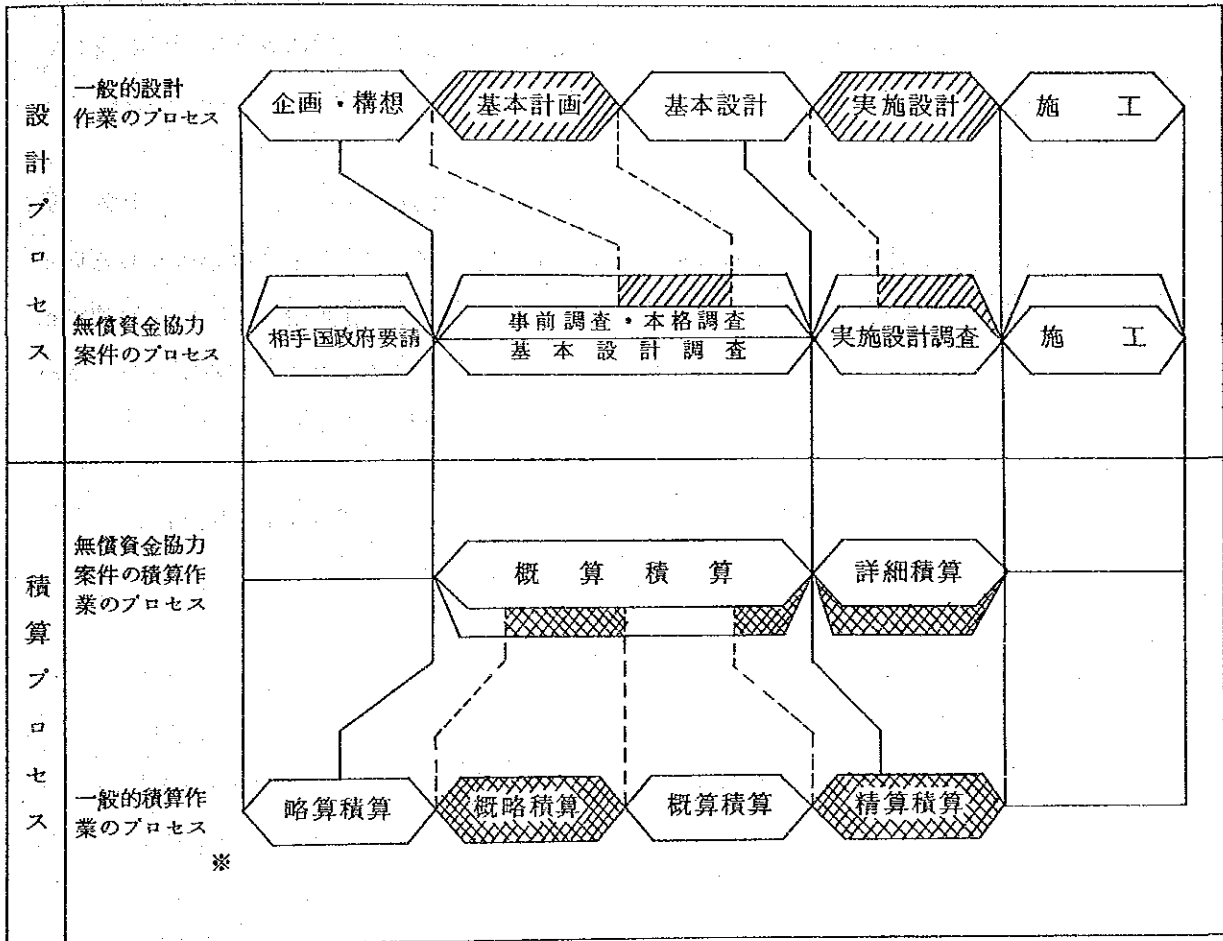 設計プロセス
一般的設計
作業のプロセス
企画・構想
基本計画
基本設計
実施設計
施工
無償資金協力
案件のプロセス
相手国政府要請
事前調査・本格調査
基本設計調査
実施設計調査
施工
積算プロセス
無償資金協力
案件の積算作
業のプロセス
概算積算
詳細積算
一般的積算作
業のプロセス
略算積算
概略積算
概算積算
精算積算
※